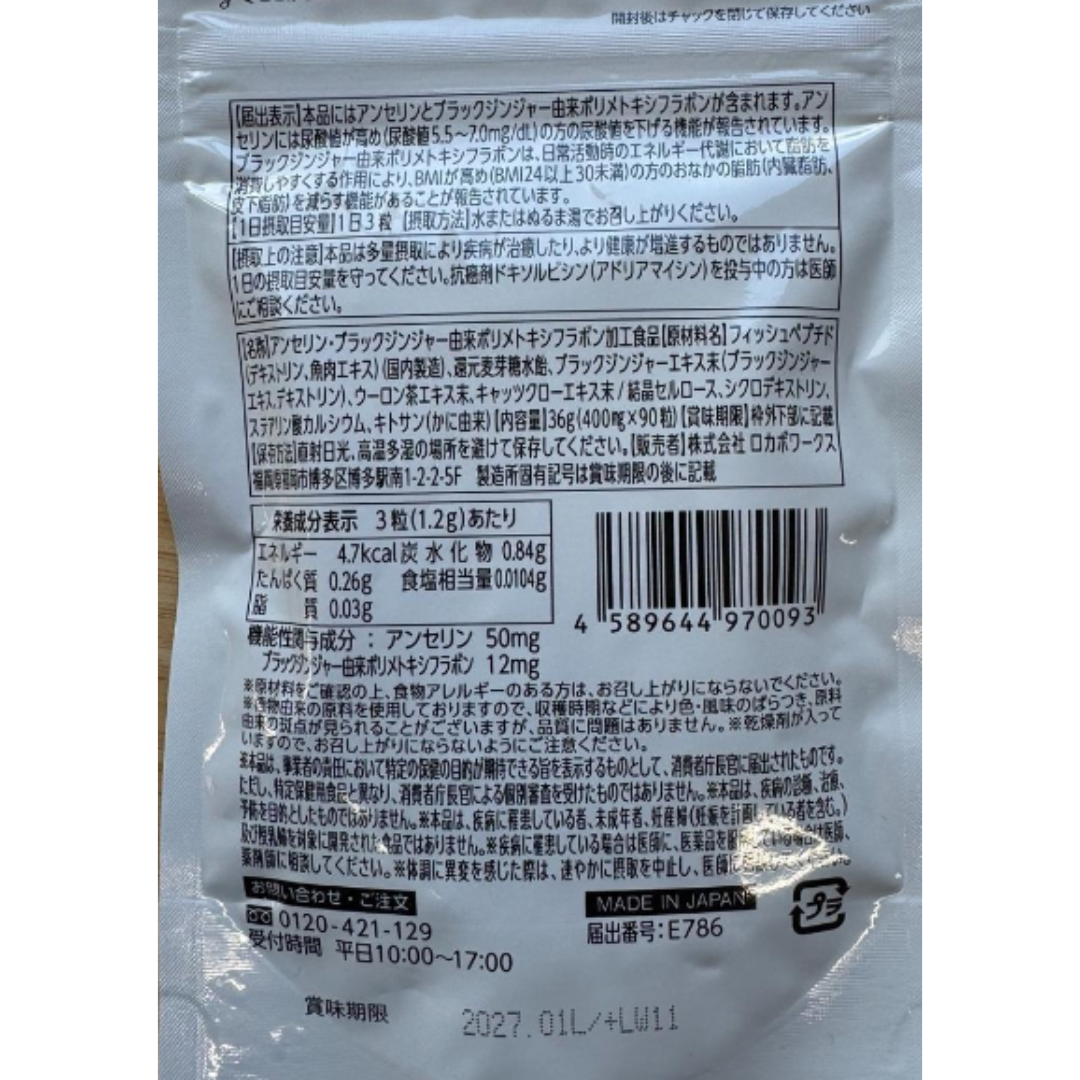 開封後はチャックを閉じて保存してください
【届出表示】本品にはアンセリンとブラックジンジャー由来ポリメトキシフラボンが含まれます。アン
セリンには尿酸値が高め(尿酸値5.5~7.0mg/dL)の方の尿酸値を下げる機能が報告されています。
ブラックジンジャー由来ポリメトキシフラボンは、日常活動時のエネルギー代謝において脂肪を
消費しやすくする作用により、BMIが高め(BMI24以上30未満)の方のおなかの脂肪(内臓脂肪、
皮下脂肪)を減らす機能があることが報告されています。
【1日摂取目安量】1日3粒 【摂取方法】水またはぬるま湯でお召し上がりください。
【摂取上の注意】本品は多量摂取により疾病が治癒したり、より健康が増進するものではありません。
1日の摂取目安量を守ってください。抗癌剤ドキソルビシン(アドリアマイシン)を投与中の方は医師
にご相談ください。
【名称】アンセリン・ブラックジンジャー由来ポリメトキシフラボン加工食品【原材料名】フィッシュペプチド
(デキストリン、魚肉エキス)(国内製造)、還元麦芽糖水飴、ブラックジンジャーエキス末(ブラックジンジャー
エキス、デキストリン)、ウーロン茶エキス末、キャッツクローエキス末/結晶セルロース、シクロデキストリン、
ステアリン酸カルシウム、キトサン(かに由来)【内容量】36g(400mg×90粒)【賞味期限】枠外下部に記載
【保存方法】直射日光、高温多湿の場所を避けて保存してください。【販売者】株式会社 ロカボワークス
福岡県福岡市博多区博多駅南1-2-2-5F 製造所固有記号は賞味期限の後に記載
栄養成分表示 3粒(1.2g)あたり
エネルギー 4.7kcal 炭水化物 0.84g
たんぱく質 0.26g 食塩相当量 0.0104g
脂質 0.03g
機能性関与成分 : アンセリン 50mg
ブラックジンジャー由来ポリメトキシフラボン 12mg
4 589644 970093
※原材料をご確認の上、食物アレルギーのある方は、お召し上がりにならないでください。
※植物由来の原料を使用しておりますので、収穫時期などにより色・風味のばらつき、原料
由来の斑点が見られることがございますが、品質に問題はありません。※乾燥剤が入って
いますので、お召し上がりにならないようにご注意ください。
※本品は、事業者の責任において特定の保健の目的が期待できる旨を表示するものとして、消費者庁長官に届出されたものです。
ただし、特定保健用食品と異なり、消費者庁長官による個別審査を受けたものではありません。※本品は、疾病の診断、治療、
予防を目的としたものではありません。※本品は、疾病に罹患している者、未成年者、妊産婦(妊娠を計画している者を含む。)
及び授乳婦を対象に開発された食品ではありません。※疾病に罹患している場合は医師に、医薬品を服用している場合は医師、
薬剤師に相談してください。※体調に異変を感じた際は、速やかに摂取を中止し、医師に相談してください。
お問い合わせ・ご注文
0120-421-129
受付時間 平日10:00~17:00
MADE IN JAPAN
届出番号:E786
プラ
賞味期限 2027.01L/+LW11